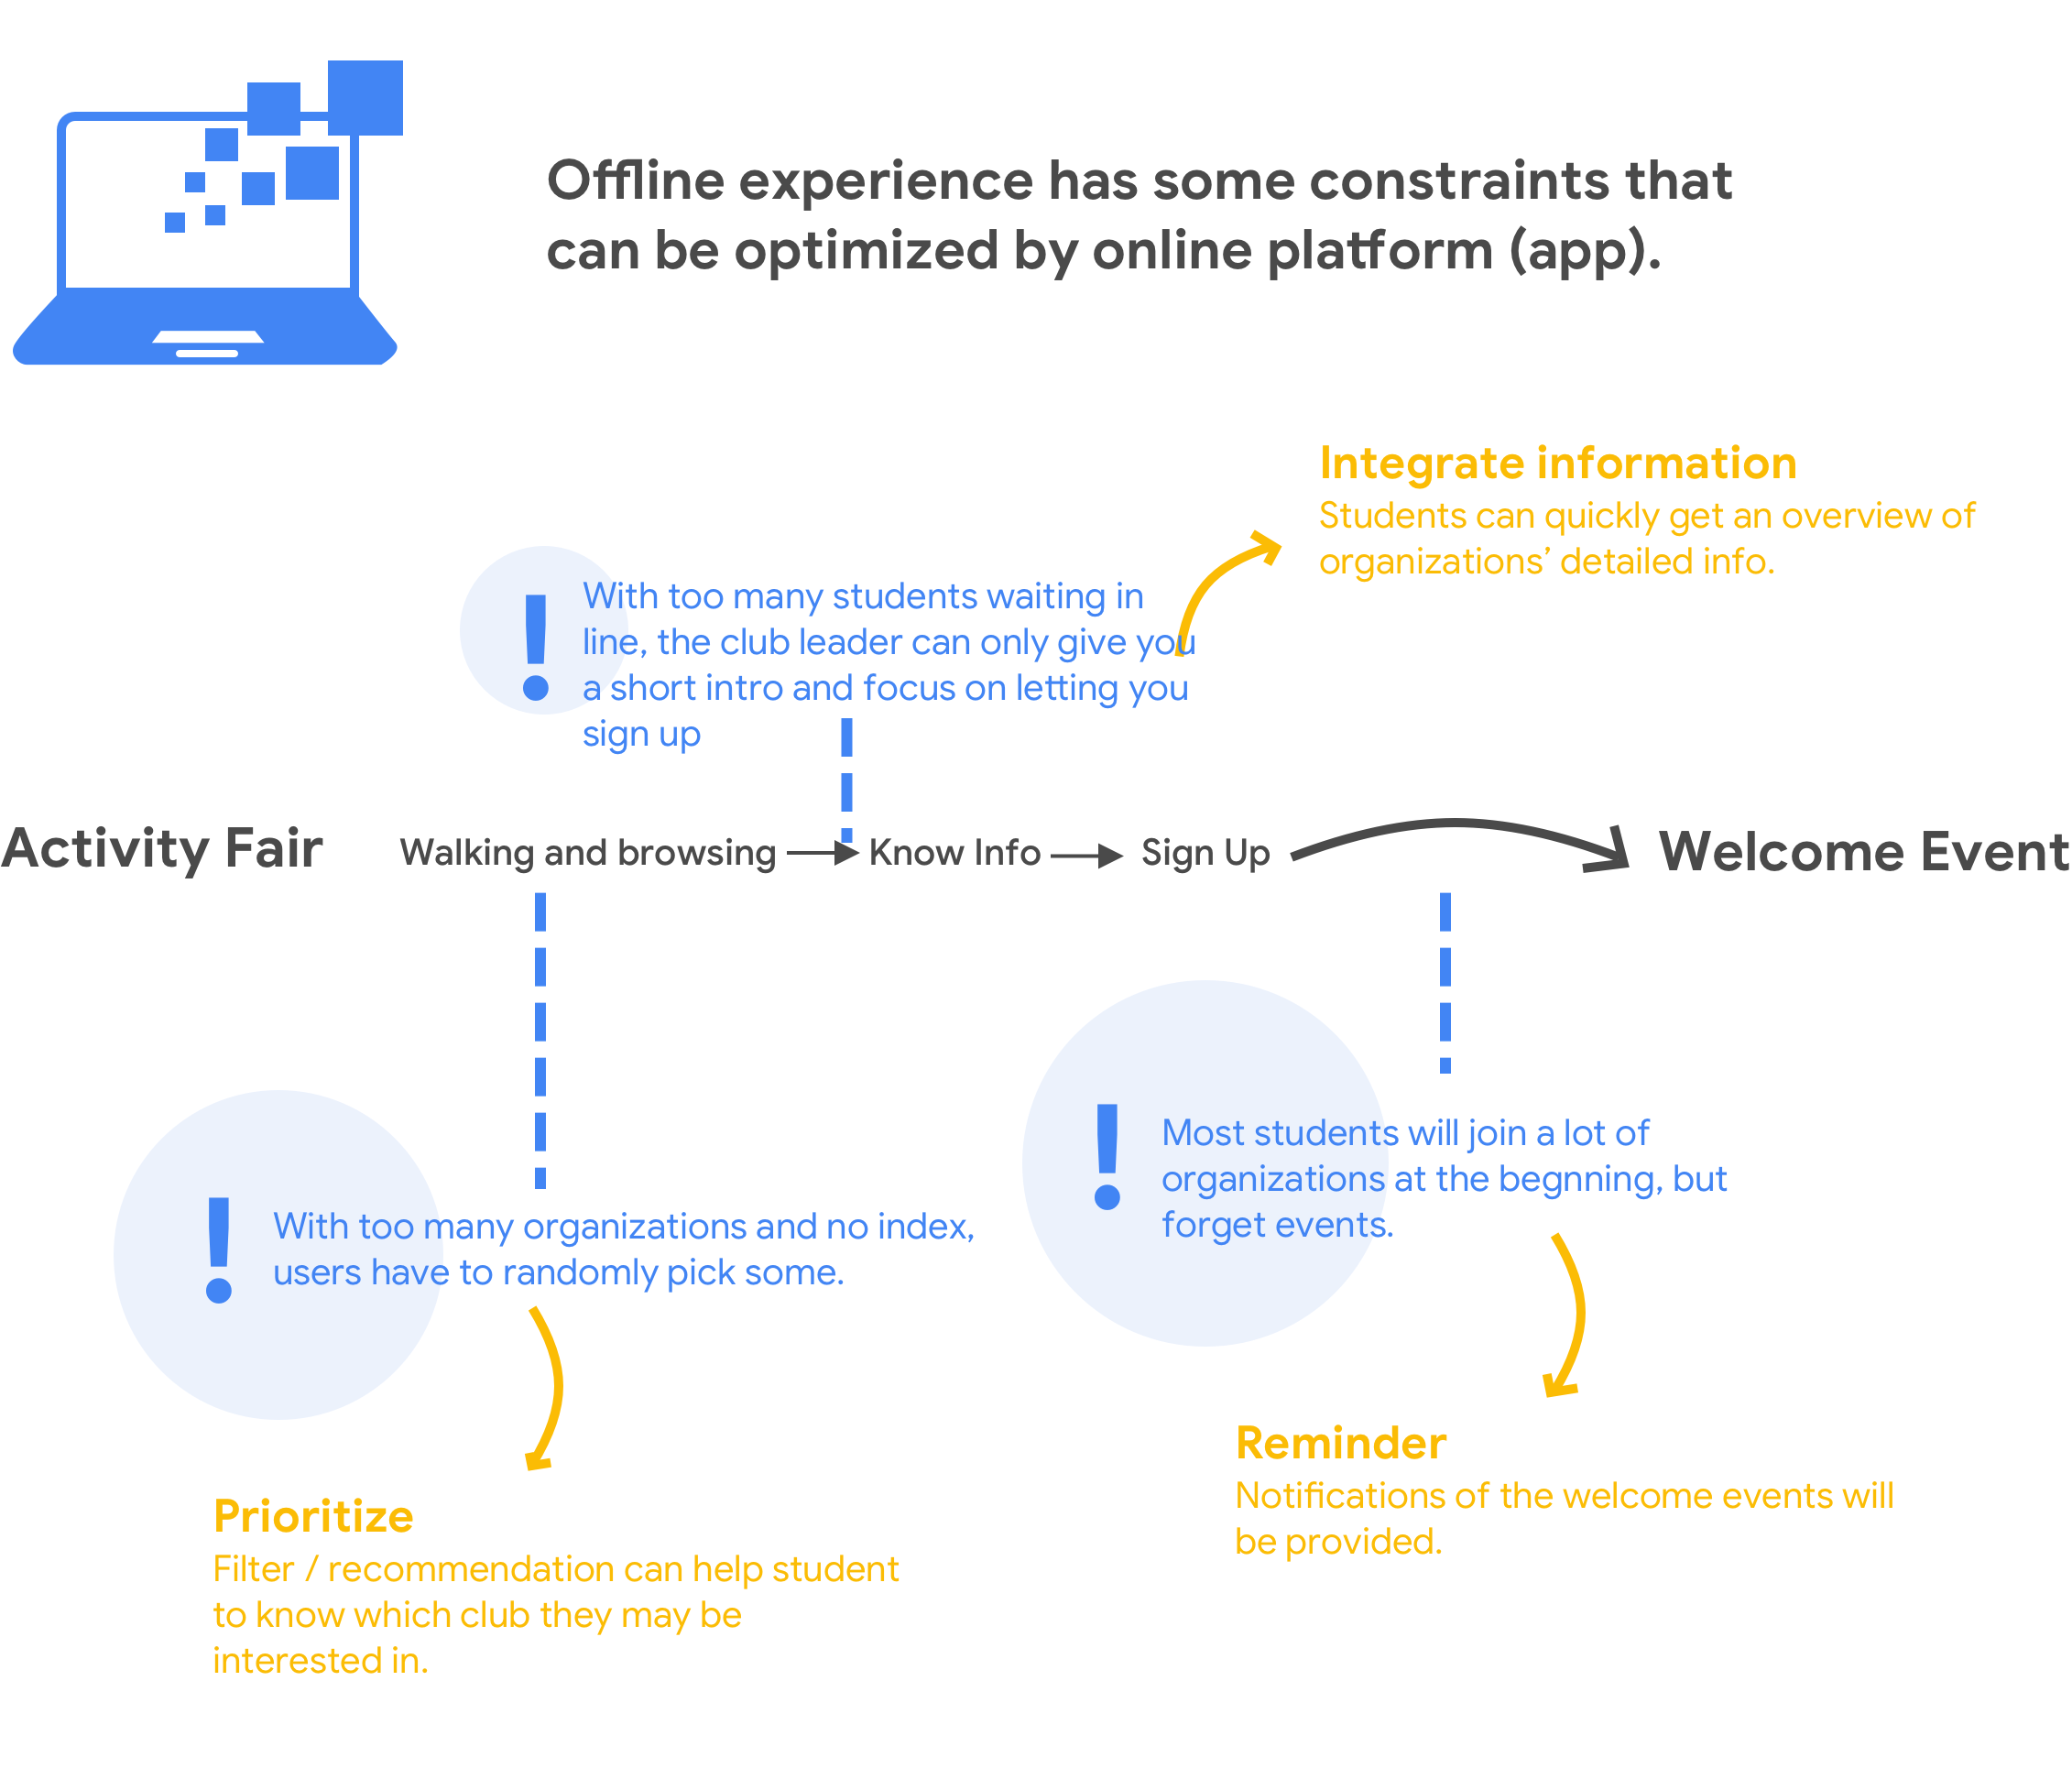 Offline experience has some constraints that
can be optimized by online platform (app).
Integrate information
Students can quickly get an overview of
organizations’ detailed info.
!
With too many students waiting in
line, the club leader can only give you
a short intro and focus on letting you
sign up
Activity Fair
Walking and browsing
Know Info
Sign Up
Welcome Event
!
With too many organizations and no index,
users have to randomly pick some.
!
Most students will join a lot of
organizations at the beginning, but
forget events.
Prioritize
Filter / recommendation can help student
to know which club they may be
interested in.
Reminder
Notifications of the welcome events will
be provided.